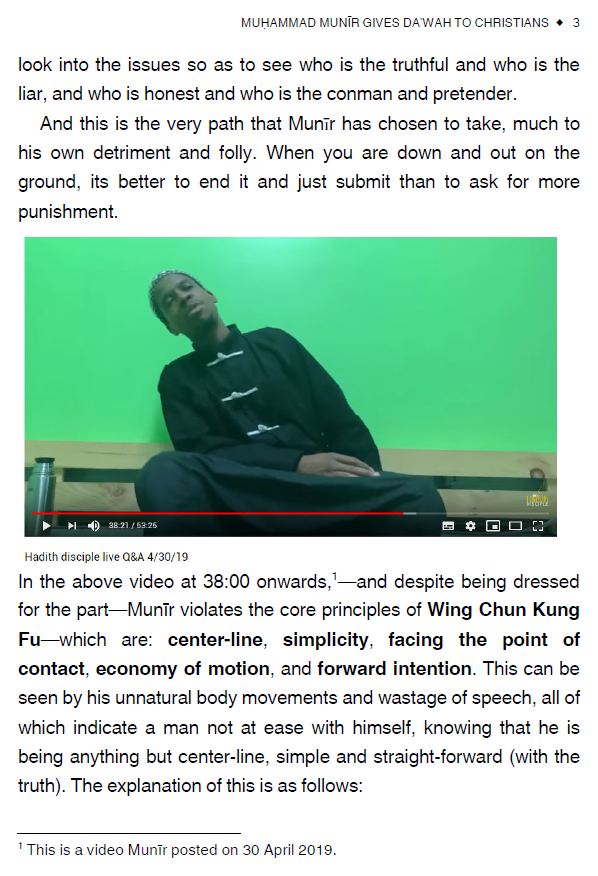 MUḤAMMAD MUNĪR GIVES DAʿWAH TO CHRISTIANS ◆ 3
look into the issues so as to see who is the truthful and who is the
liar, and who is honest and who is the conman and pretender.
And this is the very path that Munīr has chosen to take, much to
his own detriment and folly. When you are down and out on the
ground, its better to end it and just submit than to ask for more
punishment.
38:21 / 53:25
Hadith disciple live Q&A 4/30/19
In the above video at 38:00 onwards,¹—and despite being dressed
for the part—Munīr violates the core principles of Wing Chun Kung
Fu—which are: center-line, simplicity, facing the point of
contact, economy of motion, and forward intention. This can be
seen by his unnatural body movements and wastage of speech, all of
which indicate a man not at ease with himself, knowing that he is
being anything but center-line, simple and straight-forward (with the
truth). The explanation of this is as follows:
¹ This is a video Munīr posted on 30 April 2019.